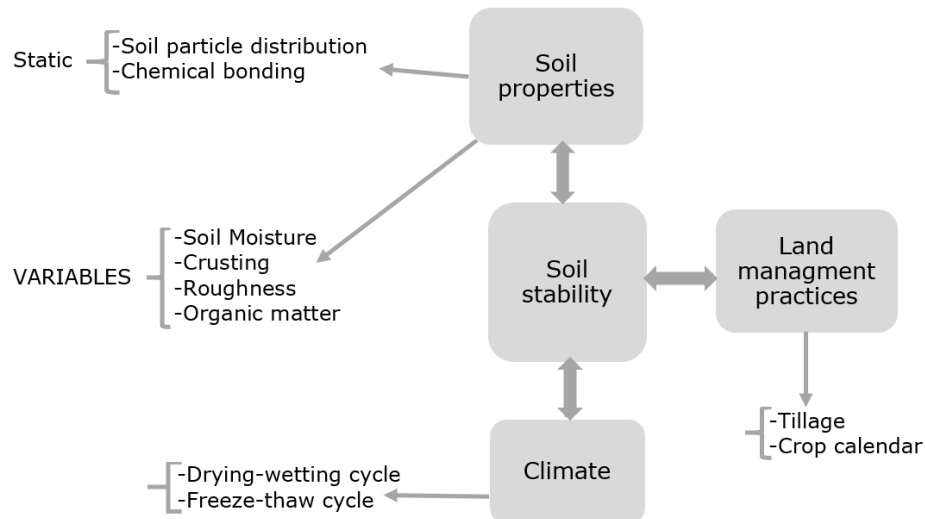 Static
-Soil particle distribution
-Chemical bonding
Soil
properties
VARIABLES
-Soil Moisture
-Crusting
-Roughness
-Organic matter
Soil
stability
Land
managment
practices
-Tillage
-Crop calendar
Climate
-Drying-wetting cycle
-Freeze-thaw cycle